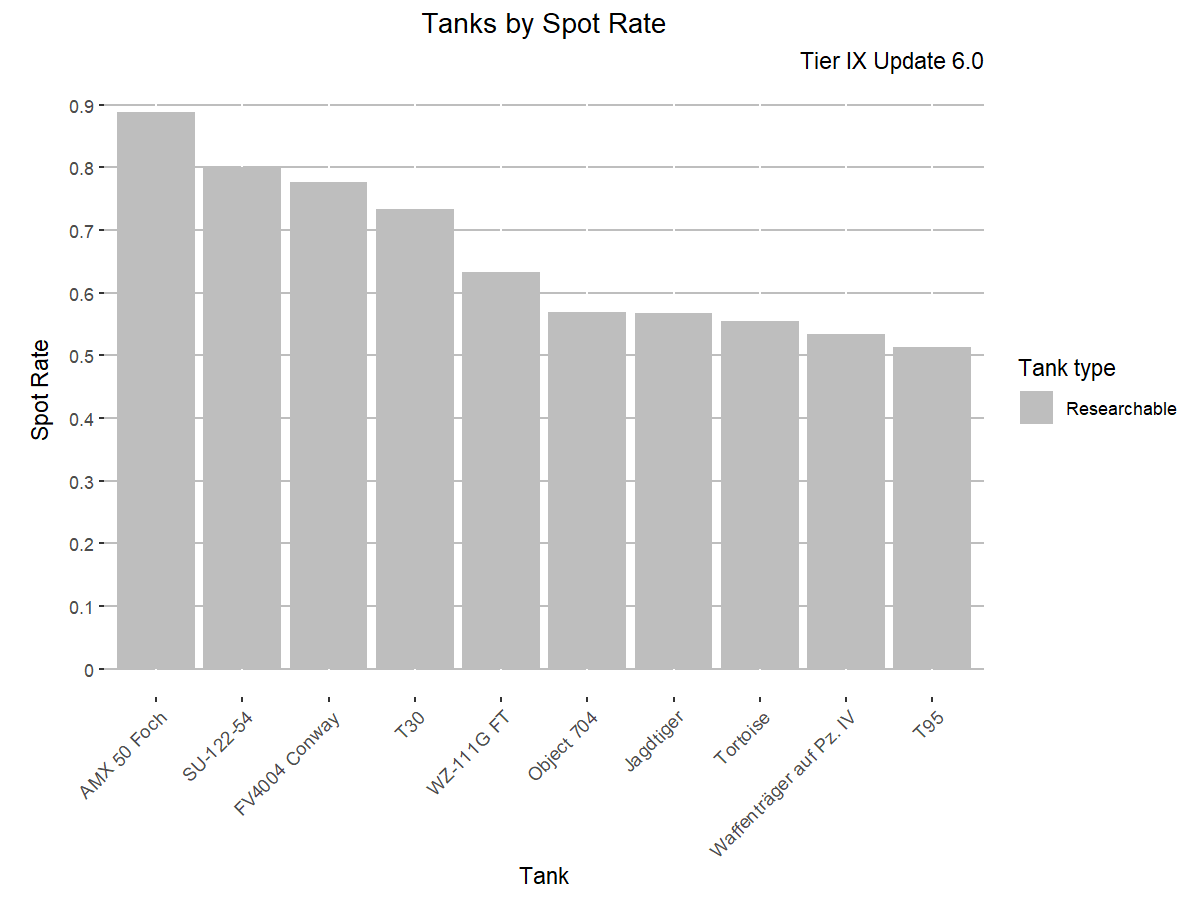 Tanks by Spot Rate
Tier IX Update 6.0
Spot Rate
0.9
0.8
0.7
0.6
0.5
0.4
0.3
0.2
0.1
0
AMX 50 Foch
SU-122-54
FV4004 Conway
T30
WZ-111G FT
Object 704
Jagdtiger
Tortoise
Waffenträger auf Pz. IV
T95
Tank
Tank type
Researchable